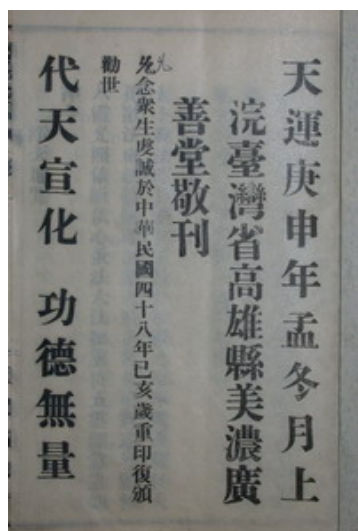 天運庚申年孟冬月上
浣臺灣省高雄縣美濃廣
善堂敬刊
念衆生虔誠於中華民國四十八年已亥歲重印復頒
勸世
代天宣化 功德無量